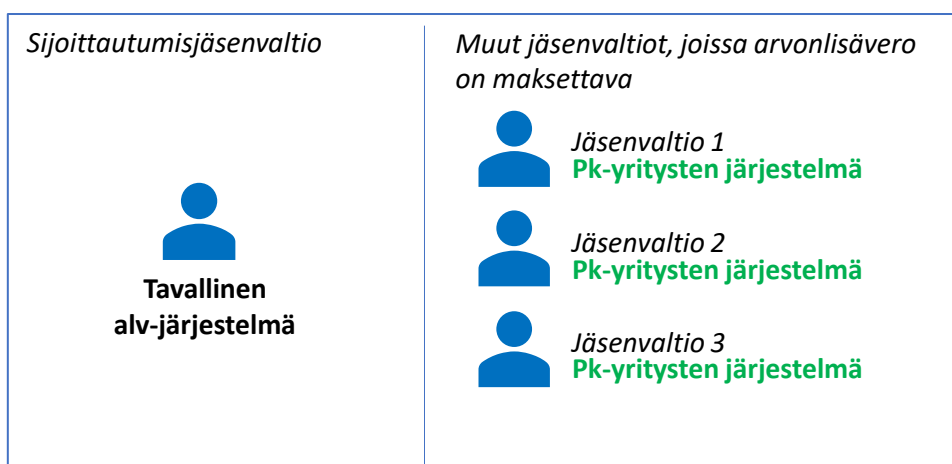 Sijoittautumisjäsenvaltio
Tavallinen
alv-järjestelmä
Muut jäsenvaltiot, joissa arvonlisävero
on maksettava
Jäsenvaltio 1
Pk-yritysten järjestelmä
Jäsenvaltio 2
Pk-yritysten järjestelmä
Jäsenvaltio 3
Pk-yritysten järjestelmä